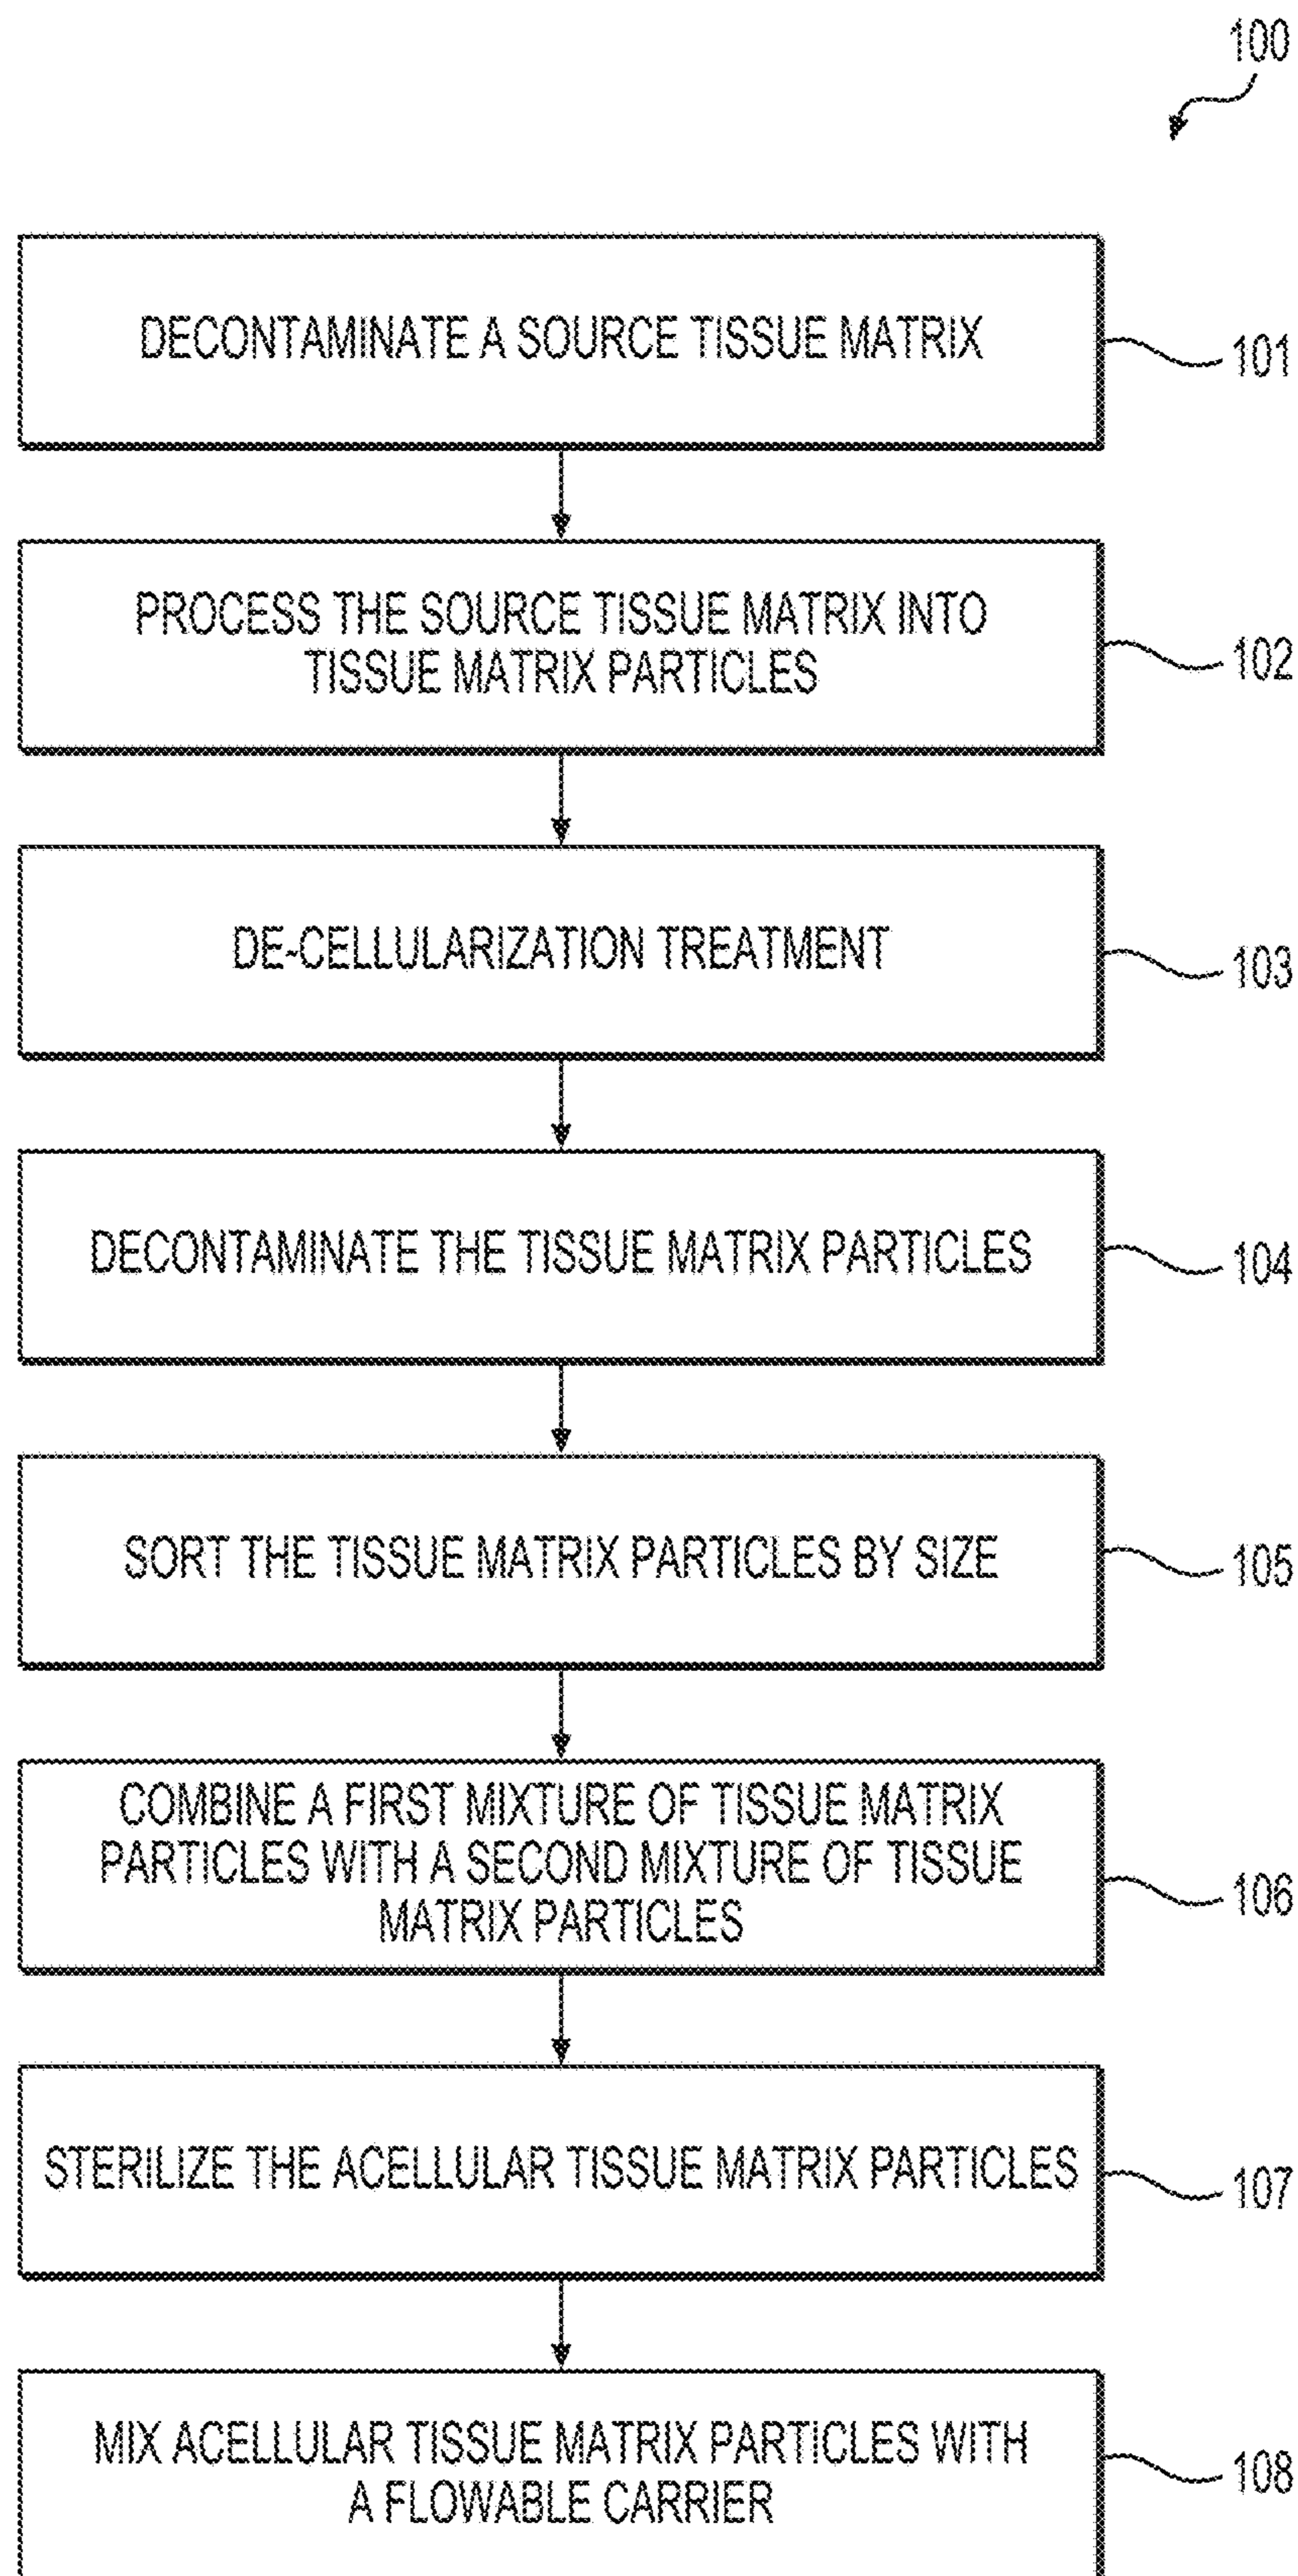 100
DECONTAMINATE A SOURCE TISSUE MATRIX
101
PROCESS THE SOURCE TISSUE MATRIX INTO
TISSUE MATRIX PARTICLES
102
DE-CELLULARIZATION TREATMENT
103
DECONTAMINATE THE TISSUE MATRIX PARTICLES
104
SORT THE TISSUE MATRIX PARTICLES BY SIZE
105
COMBINE A FIRST MIXTURE OF TISSUE MATRIX
PARTICLES WITH A SECOND MIXTURE OF TISSUE
MATRIX PARTICLES
106
STERILIZE THE ACELLULAR TISSUE MATRIX PARTICLES
107
MIX ACELLULAR TISSUE MATRIX PARTICLES WITH
A FLOWABLE CARRIER
108